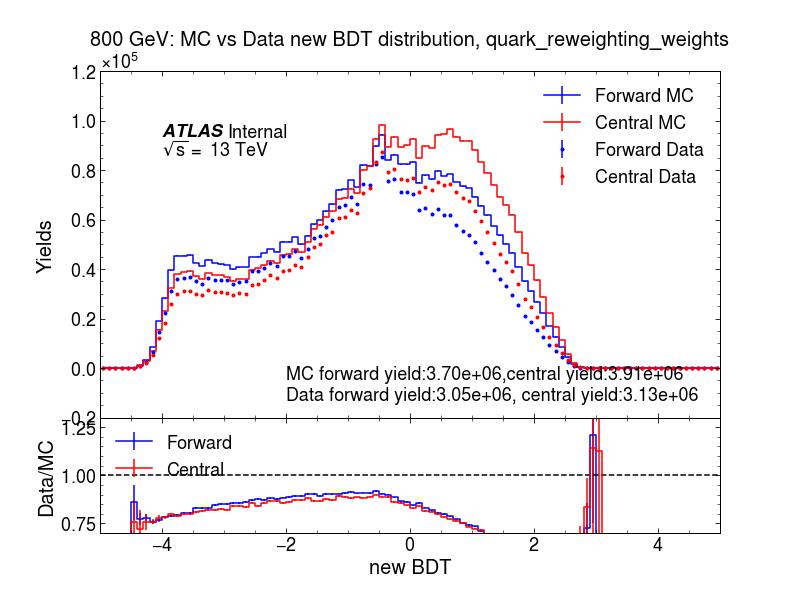 800 GeV: MC vs Data new BDT distribution, quark_reweighting_weights
×10⁵
1.2
1.0
0.8
0.6
0.4
0.2
0.0
0.2
Yields
ATLAS Internal
√s = 13 TeV
Forward MC
Central MC
Forward Data
Central Data
MC forward yield:3.70e+06,central yield:3.91e+06
Data forward yield:3.05e+06, central yield:3.13e+06
1.25
1.00
0.75
Data/MC
Forward
Central
−4 −2 0 2 4
new BDT